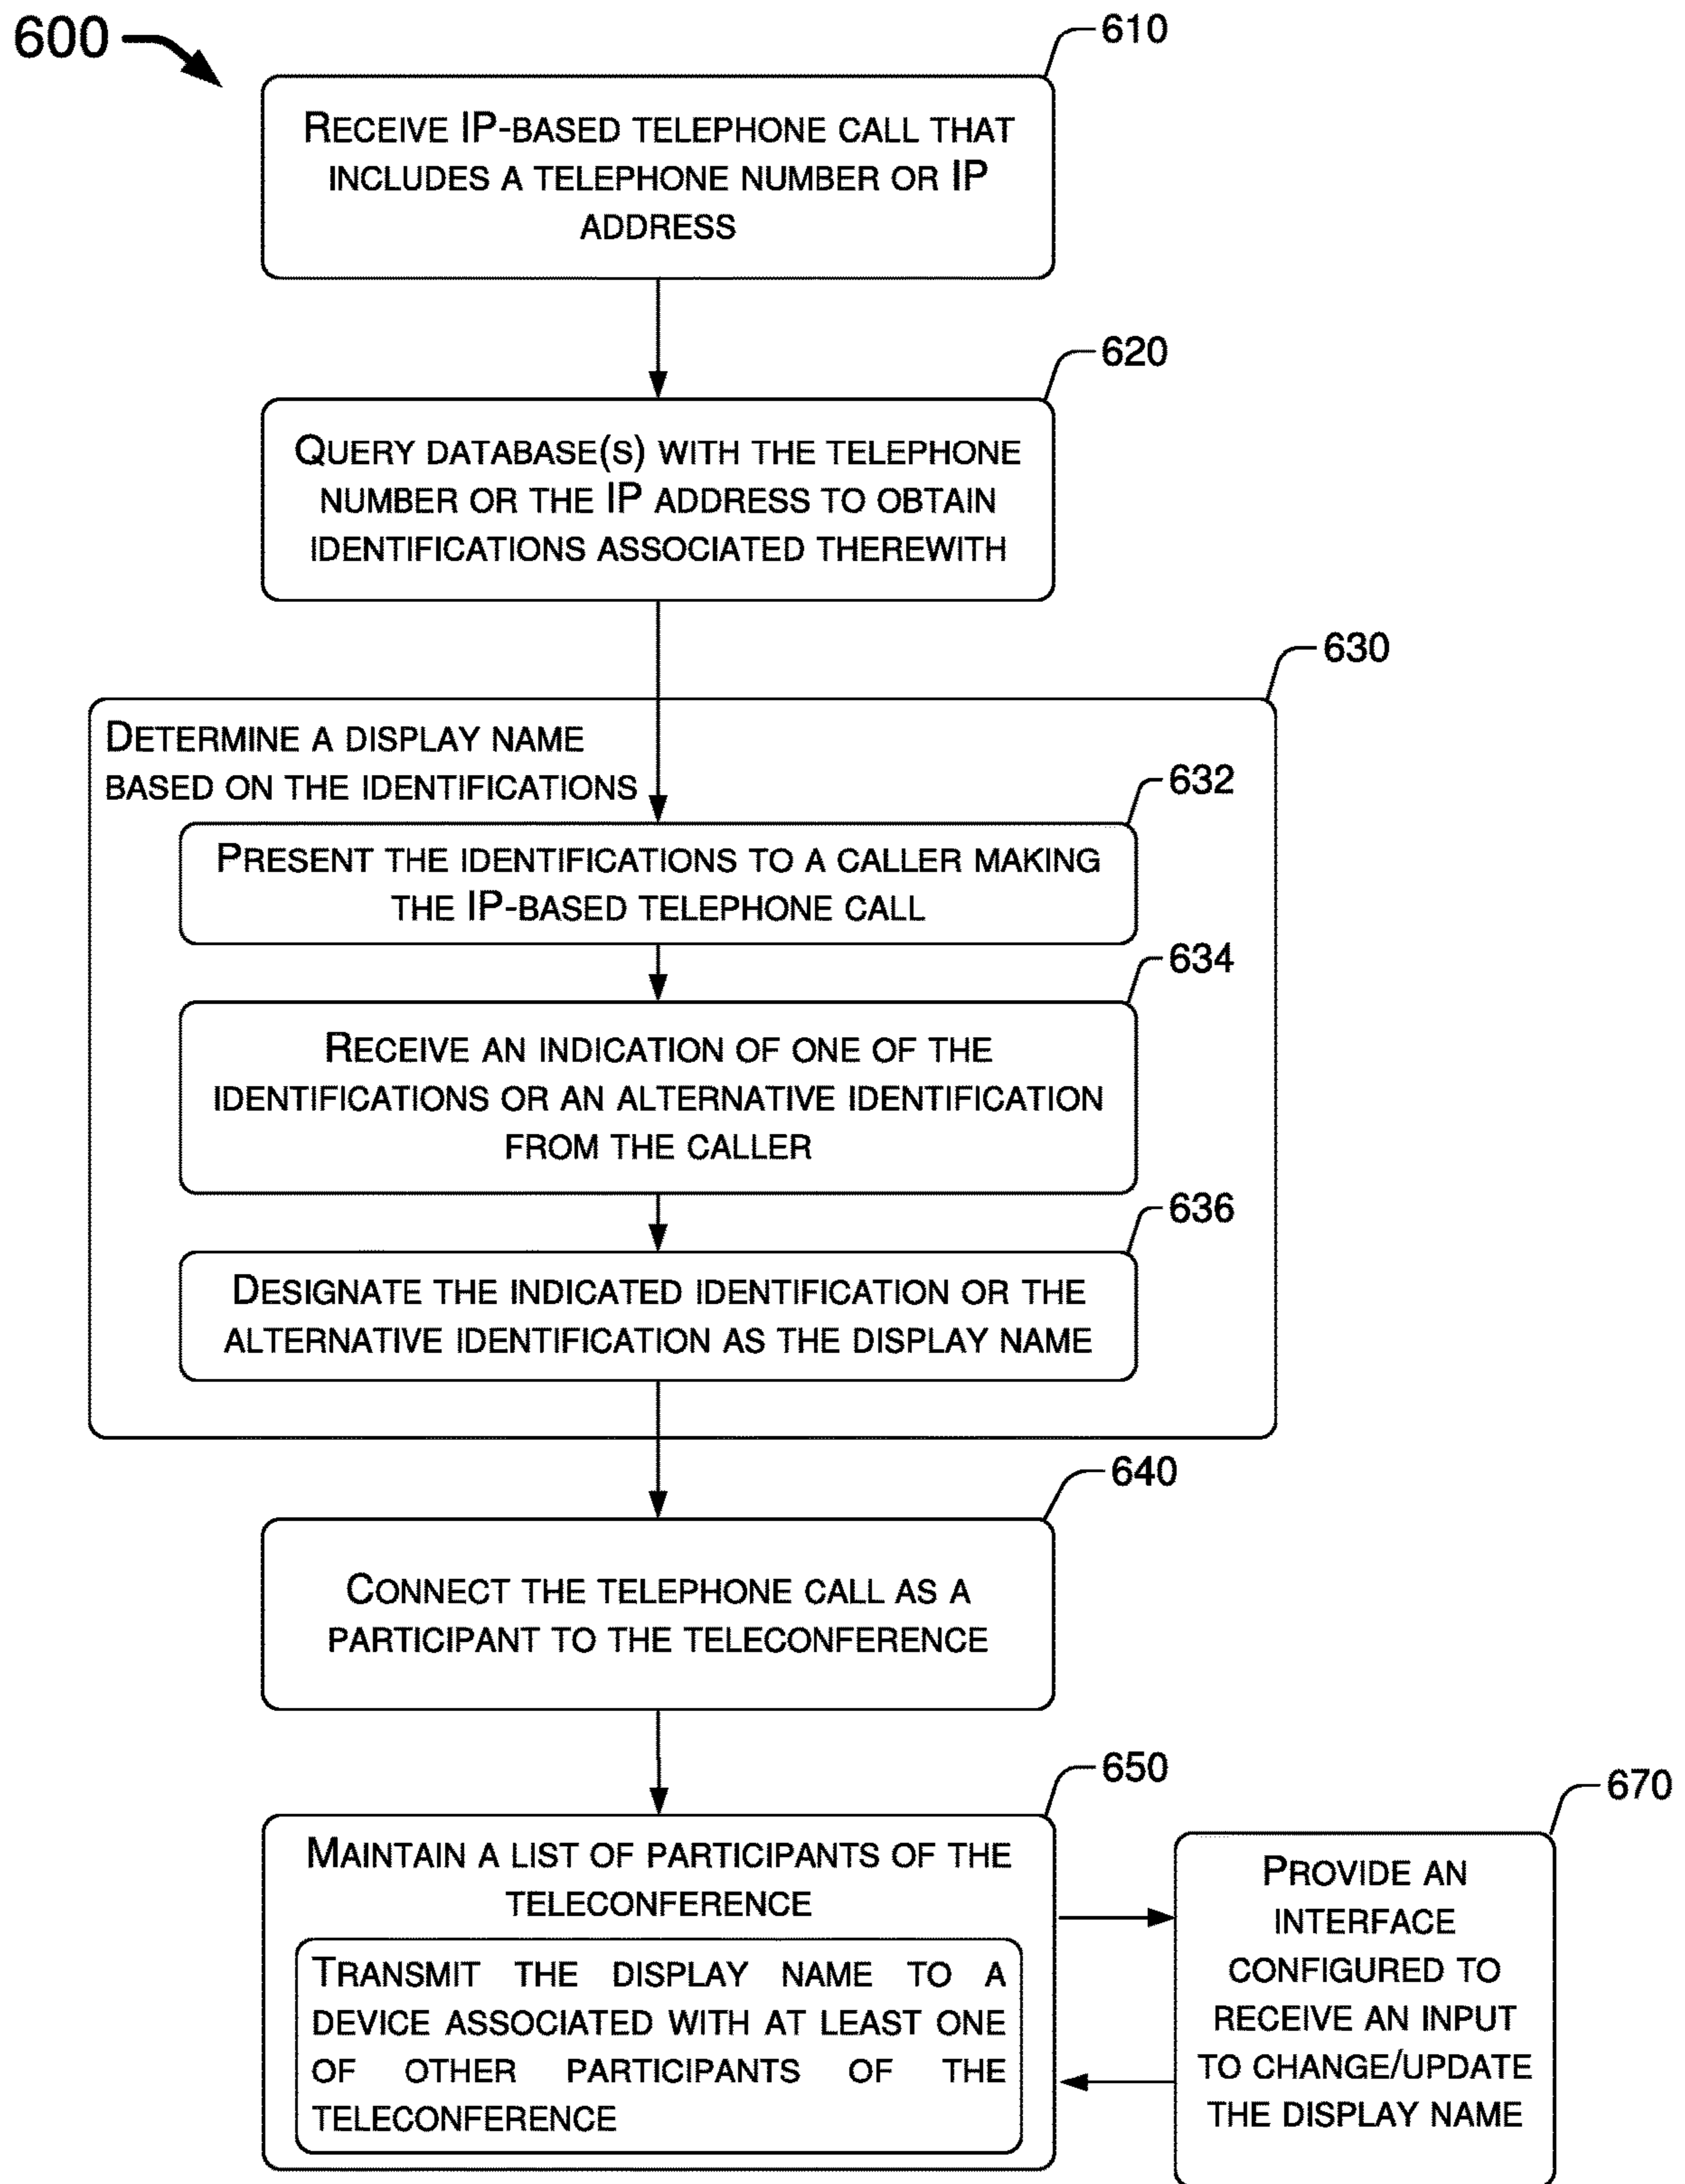 600
610
RECEIVE IP-BASED TELEPHONE CALL THAT
INCLUDES A TELEPHONE NUMBER OR IP
ADDRESS
620
QUERY DATABASE(S) WITH THE TELEPHONE
NUMBER OR THE IP ADDRESS TO OBTAIN
IDENTIFICATIONS ASSOCIATED THEREWITH
630
DETERMINE A DISPLAY NAME
BASED ON THE IDENTIFICATIONS
632
PRESENT THE IDENTIFICATIONS TO A CALLER MAKING
THE IP-BASED TELEPHONE CALL
634
RECEIVE AN INDICATION OF ONE OF THE
IDENTIFICATIONS OR AN ALTERNATIVE IDENTIFICATION
FROM THE CALLER
636
DESIGNATE THE INDICATED IDENTIFICATION OR THE
ALTERNATIVE IDENTIFICATION AS THE DISPLAY NAME
640
CONNECT THE TELEPHONE CALL AS A
PARTICIPANT TO THE TELECONFERENCE
650
MAINTAIN A LIST OF PARTICIPANTS OF THE
TELECONFERENCE
TRANSMIT THE DISPLAY NAME TO A
DEVICE ASSOCIATED WITH AT LEAST ONE
OF OTHER PARTICIPANTS OF THE
TELECONFERENCE
670
PROVIDE AN
INTERFACE
CONFIGURED TO
RECEIVE AN INPUT
TO CHANGE/UPDATE
THE DISPLAY NAME